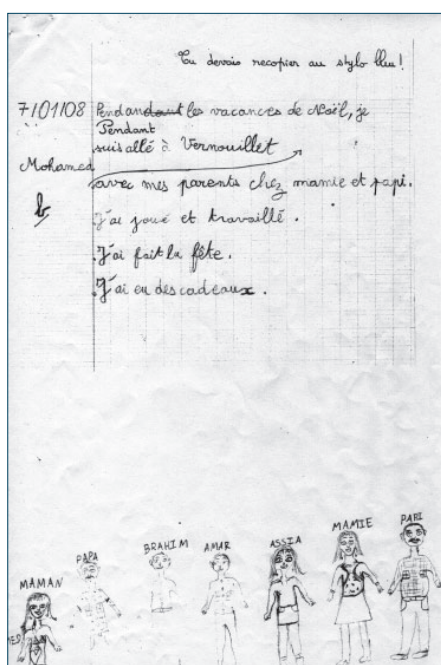 Tu devais recopier au stylo bleu!
7/01/08 Pendandant les vacances de Noël, je
Pendant
suis allé à Vernouillet
Mohamed
avec mes parents chez mamie et papi.
b
J'ai joué et travaillé.
.J'ai fait la fête.
.J'ai eu des cadeaux.
MAMAN
PAPA
BRAHIM
AMAR
ASSIA
MAMIE
PAPI